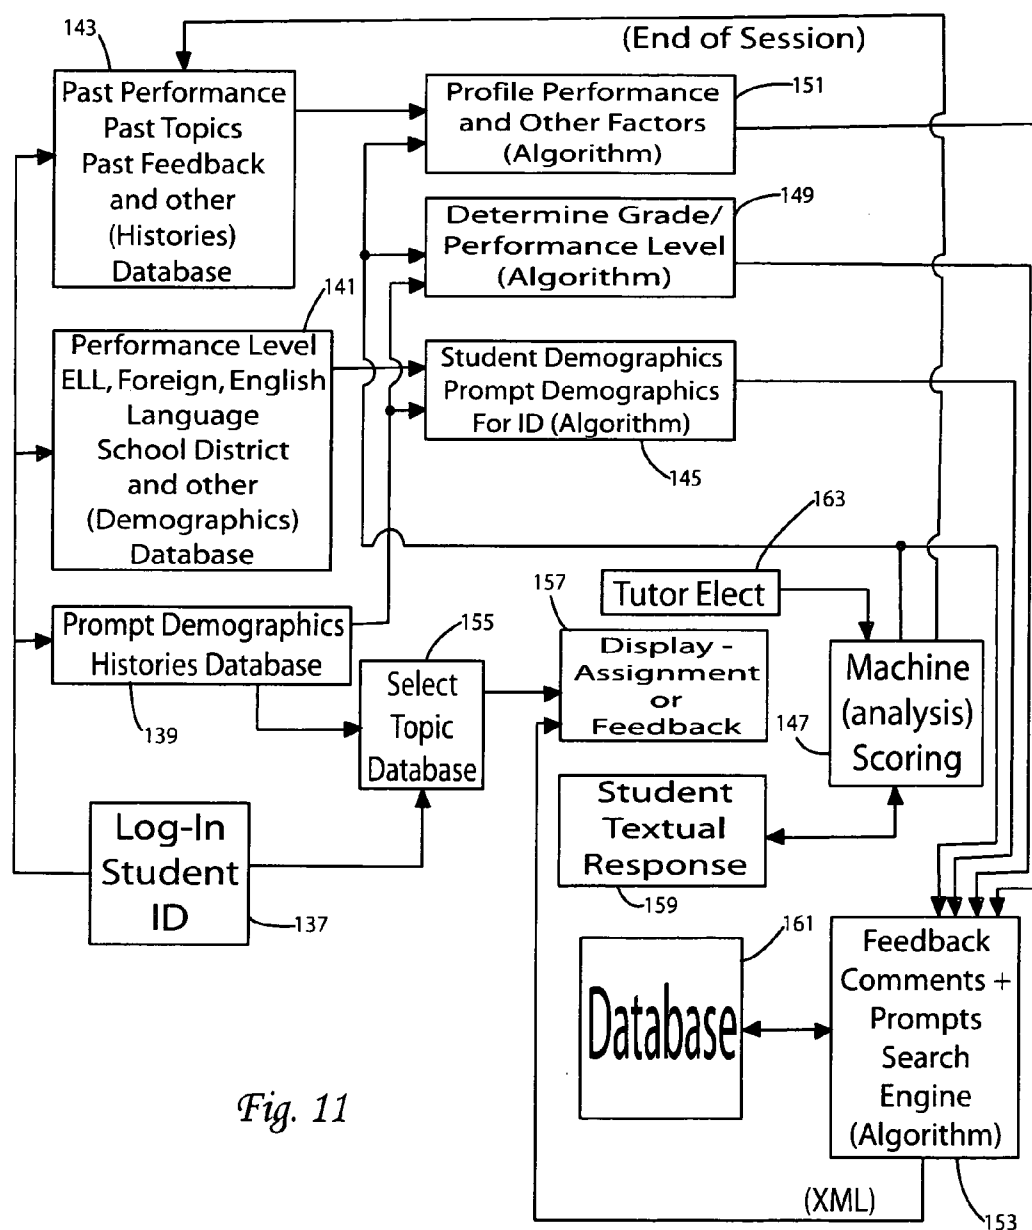 143
(End of Session)
Past Performance
Past Topics
Past Feedback
and other
(Histories)
Database
Profile Performance
and Other Factors
(Algorithm)
151
149
Determine Grade/
Performance Level
(Algorithm)
141
Performance Level
ELL, Foreign, English
Language
School District
and other
(Demographics)
Database
Student Demographics
Prompt Demographics
For ID (Algorithm)
145
163
Tutor Elect
Prompt Demographics
Histories Database
139
155
Select
Topic
Database
157
Display -
Assignment
or
Feedback
Machine
(analysis)
Scoring
147
Student
Textual
Response
159
Log-In
Student
ID
137
161
Database
Feedback
Comments +
Prompts
Search
Engine
(Algorithm)
Fig. 11
(XML)
153